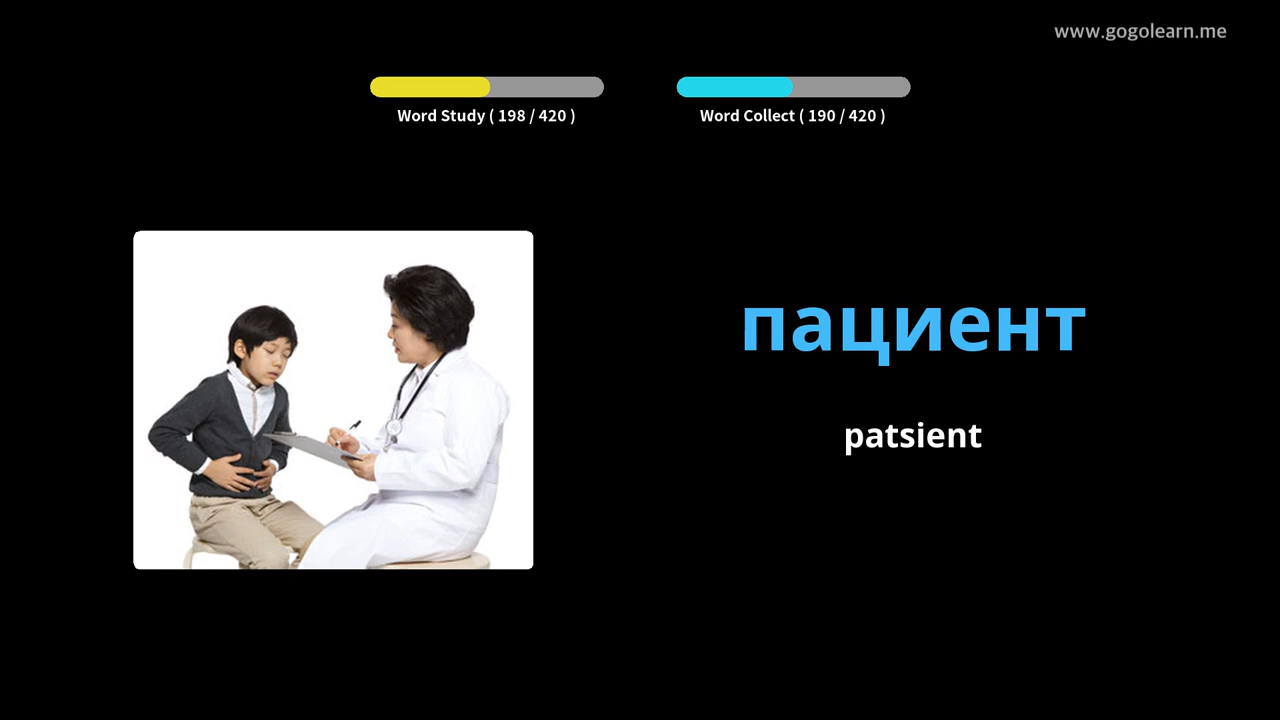 www.gogolearn.me
Word Study ( 198 / 420 )
Word Collect ( 190 / 420 )
пациент
patsient